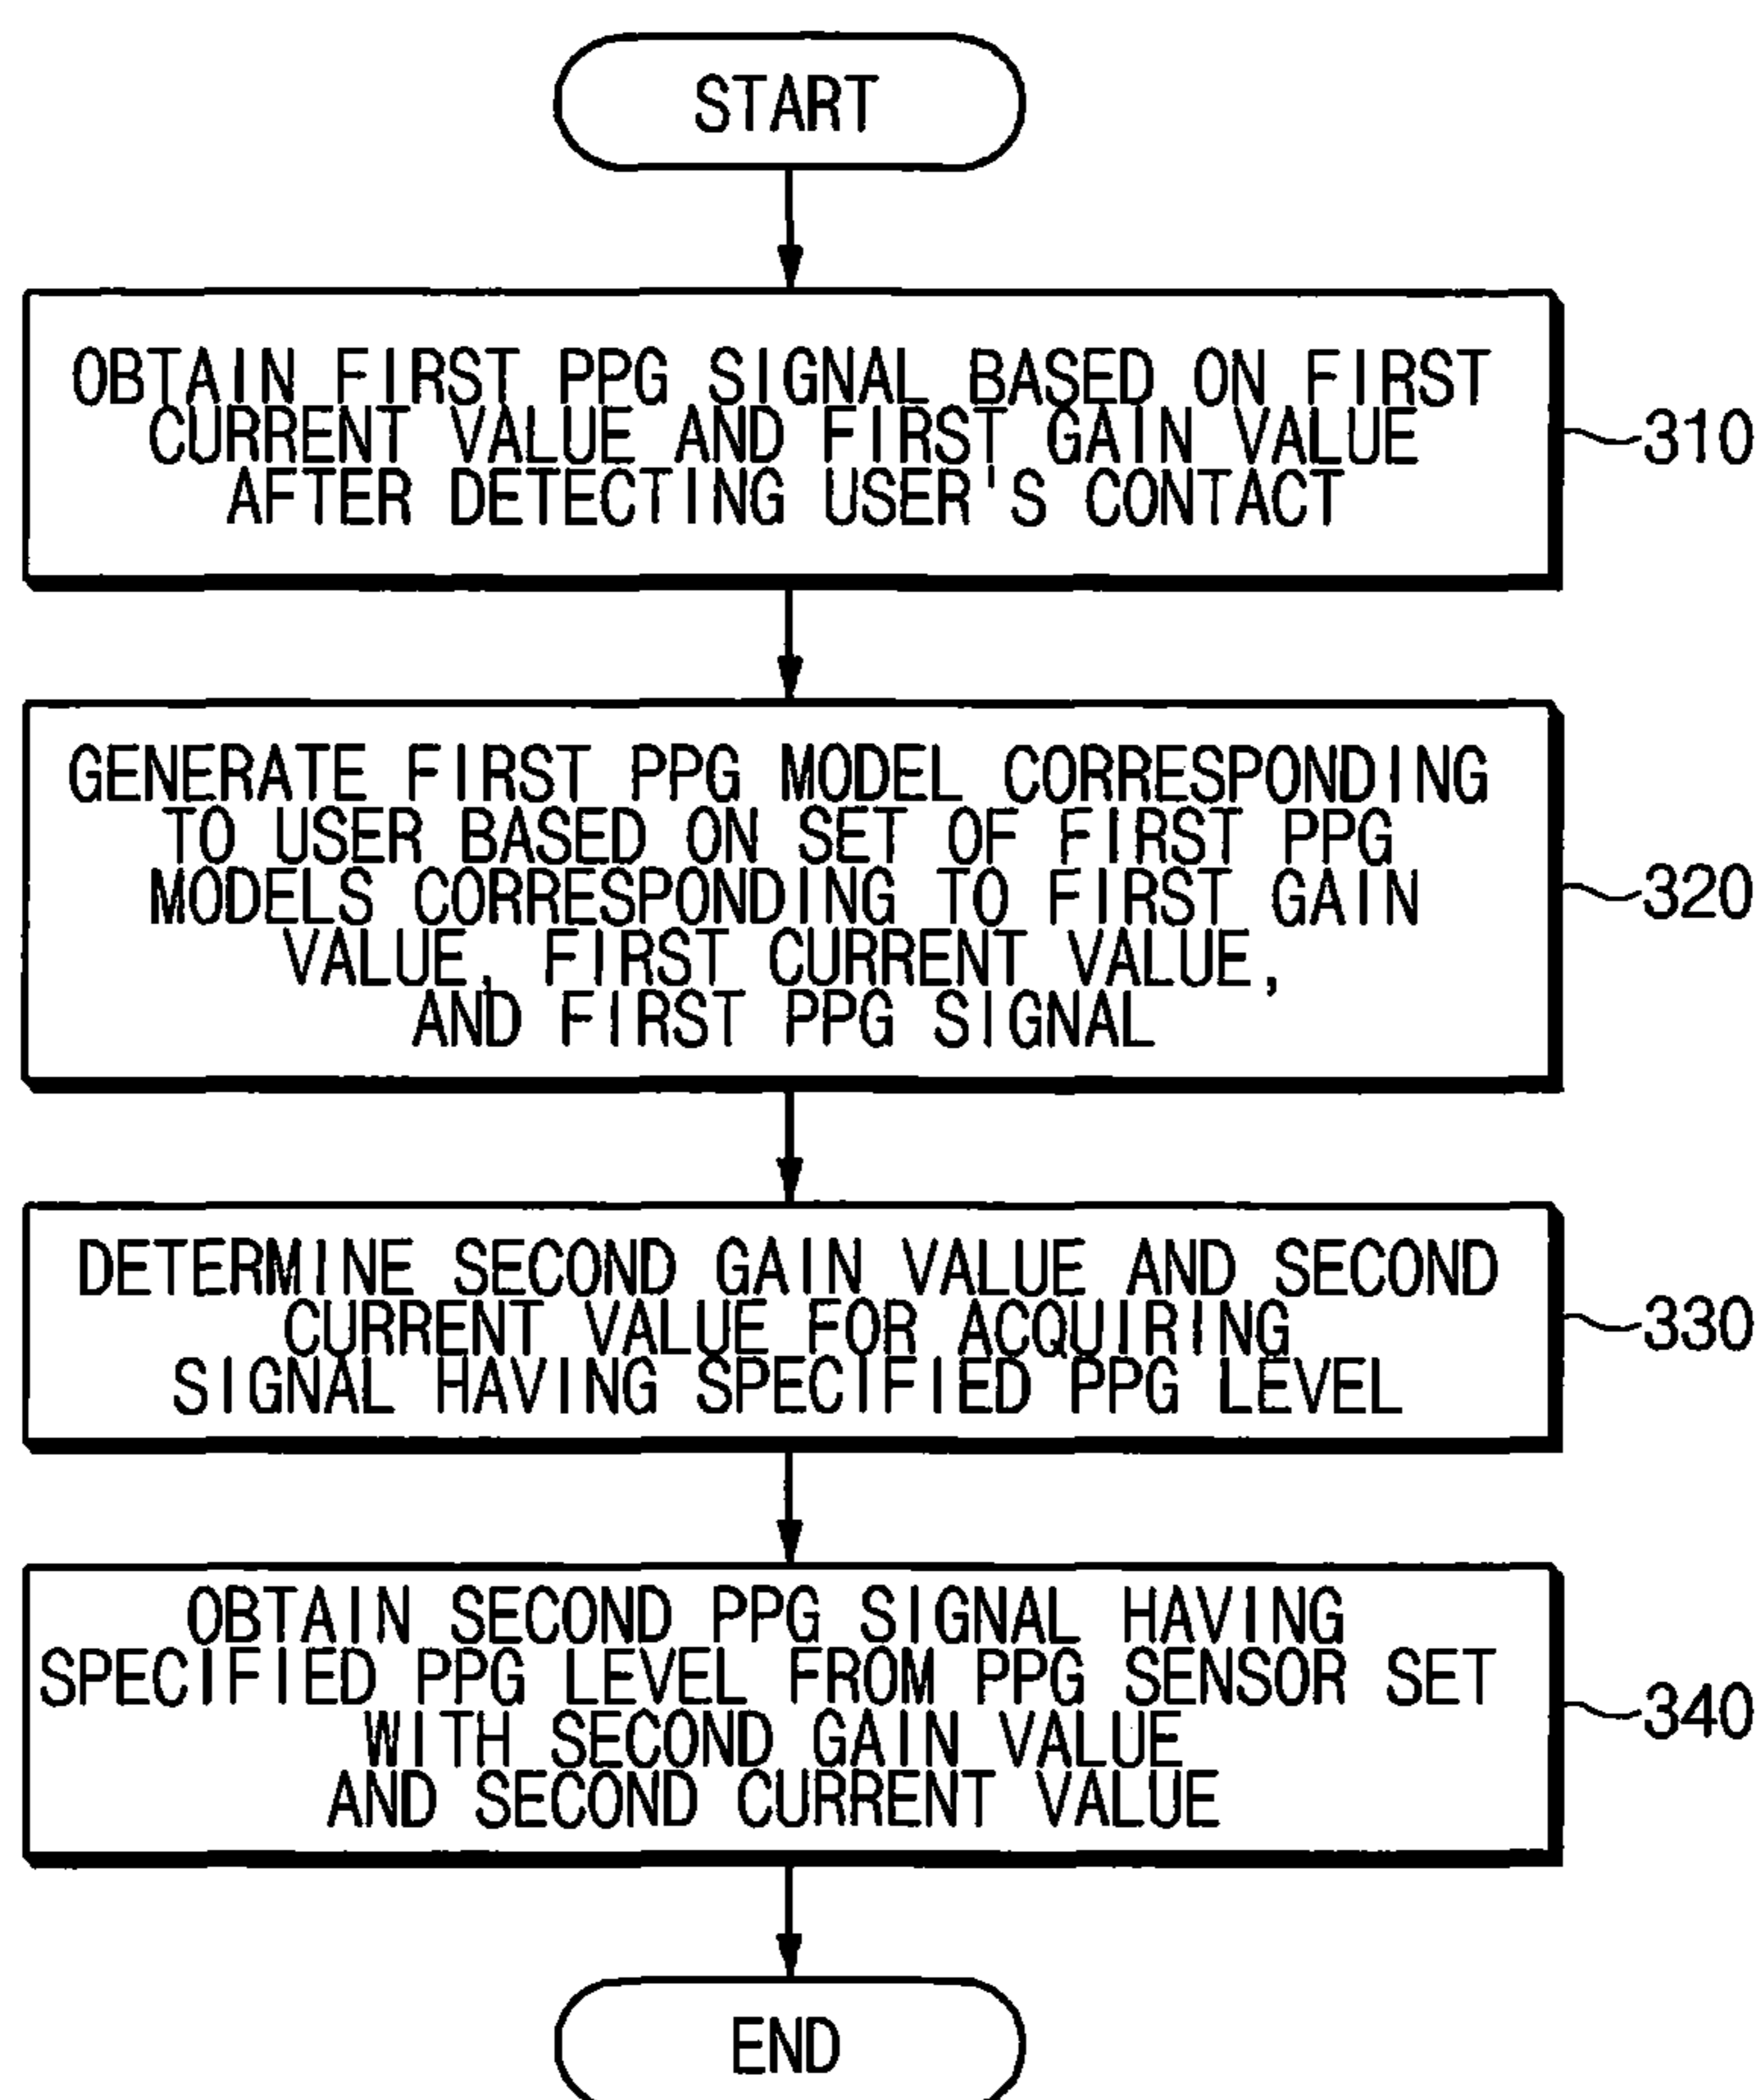 START
OBTAIN FIRST PPG SIGNAL BASED ON FIRST
CURRENT VALUE AND FIRST GAIN VALUE
AFTER DETECTING USER'S CONTACT
310
GENERATE FIRST PPG MODEL CORRESPONDING
TO USER BASED ON SET OF FIRST PPG
MODELS CORRESPONDING TO FIRST GAIN
VALUE, FIRST CURRENT VALUE,
AND FIRST PPG SIGNAL
320
DETERMINE SECOND GAIN VALUE AND SECOND
CURRENT VALUE FOR ACQUIRING
SIGNAL HAVING SPECIFIED PPG LEVEL
330
OBTAIN SECOND PPG SIGNAL HAVING
SPECIFIED PPG LEVEL FROM PPG SENSOR SET
WITH SECOND GAIN VALUE
AND SECOND CURRENT VALUE
340
END